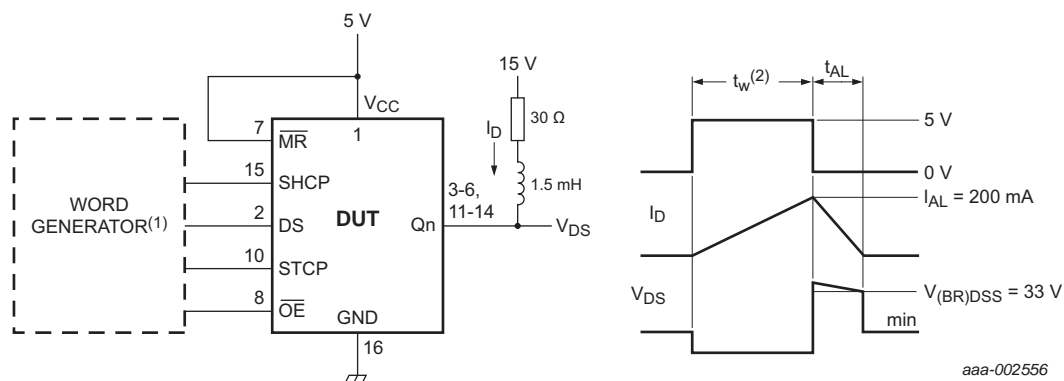 5 V
V_CC
15 V
30 Ω
I_D
1.5 mH
WORD
GENERATOR(1)
7 MR 1
15 SHCP
2 DS
10 STCP
8 OE
DUT
Qn
3-6,
11-14
V_DS
GND
16
t_w(2)
t_AL
5 V
0 V
I_D
I_AL = 200 mA
V_DS
V_(BR)DSS = 33 V
min
aaa-002556